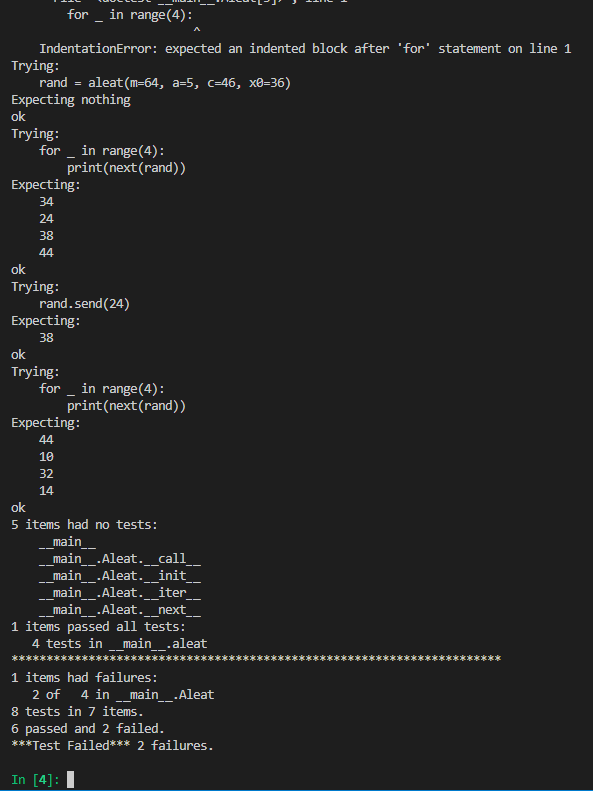 File "<doctest __main__.Aleat[3]>", line 1
for _ in range(4):
^
IndentationError: expected an indented block after 'for' statement on line 1
Trying:
rand = aleat(m=64, a=5, c=46, x0=36)
Expecting nothing
ok
Trying:
for _ in range(4):
print(next(rand))
Expecting:
34
24
38
44
ok
Trying:
rand.send(24)
Expecting:
38
ok
Trying:
for _ in range(4):
print(next(rand))
Expecting:
44
10
32
14
ok
5 items had no tests:
__main__
__main__.Aleat.__call__
__main__.Aleat.__init__
__main__.Aleat.__iter__
__main__.Aleat.__next__
1 items passed all tests:
4 tests in __main__.aleat
**********************************************************************
1 items had failures:
2 of   4 in __main__.Aleat
8 tests in 7 items.
6 passed and 2 failed.
***Test Failed*** 2 failures.
In [4]: